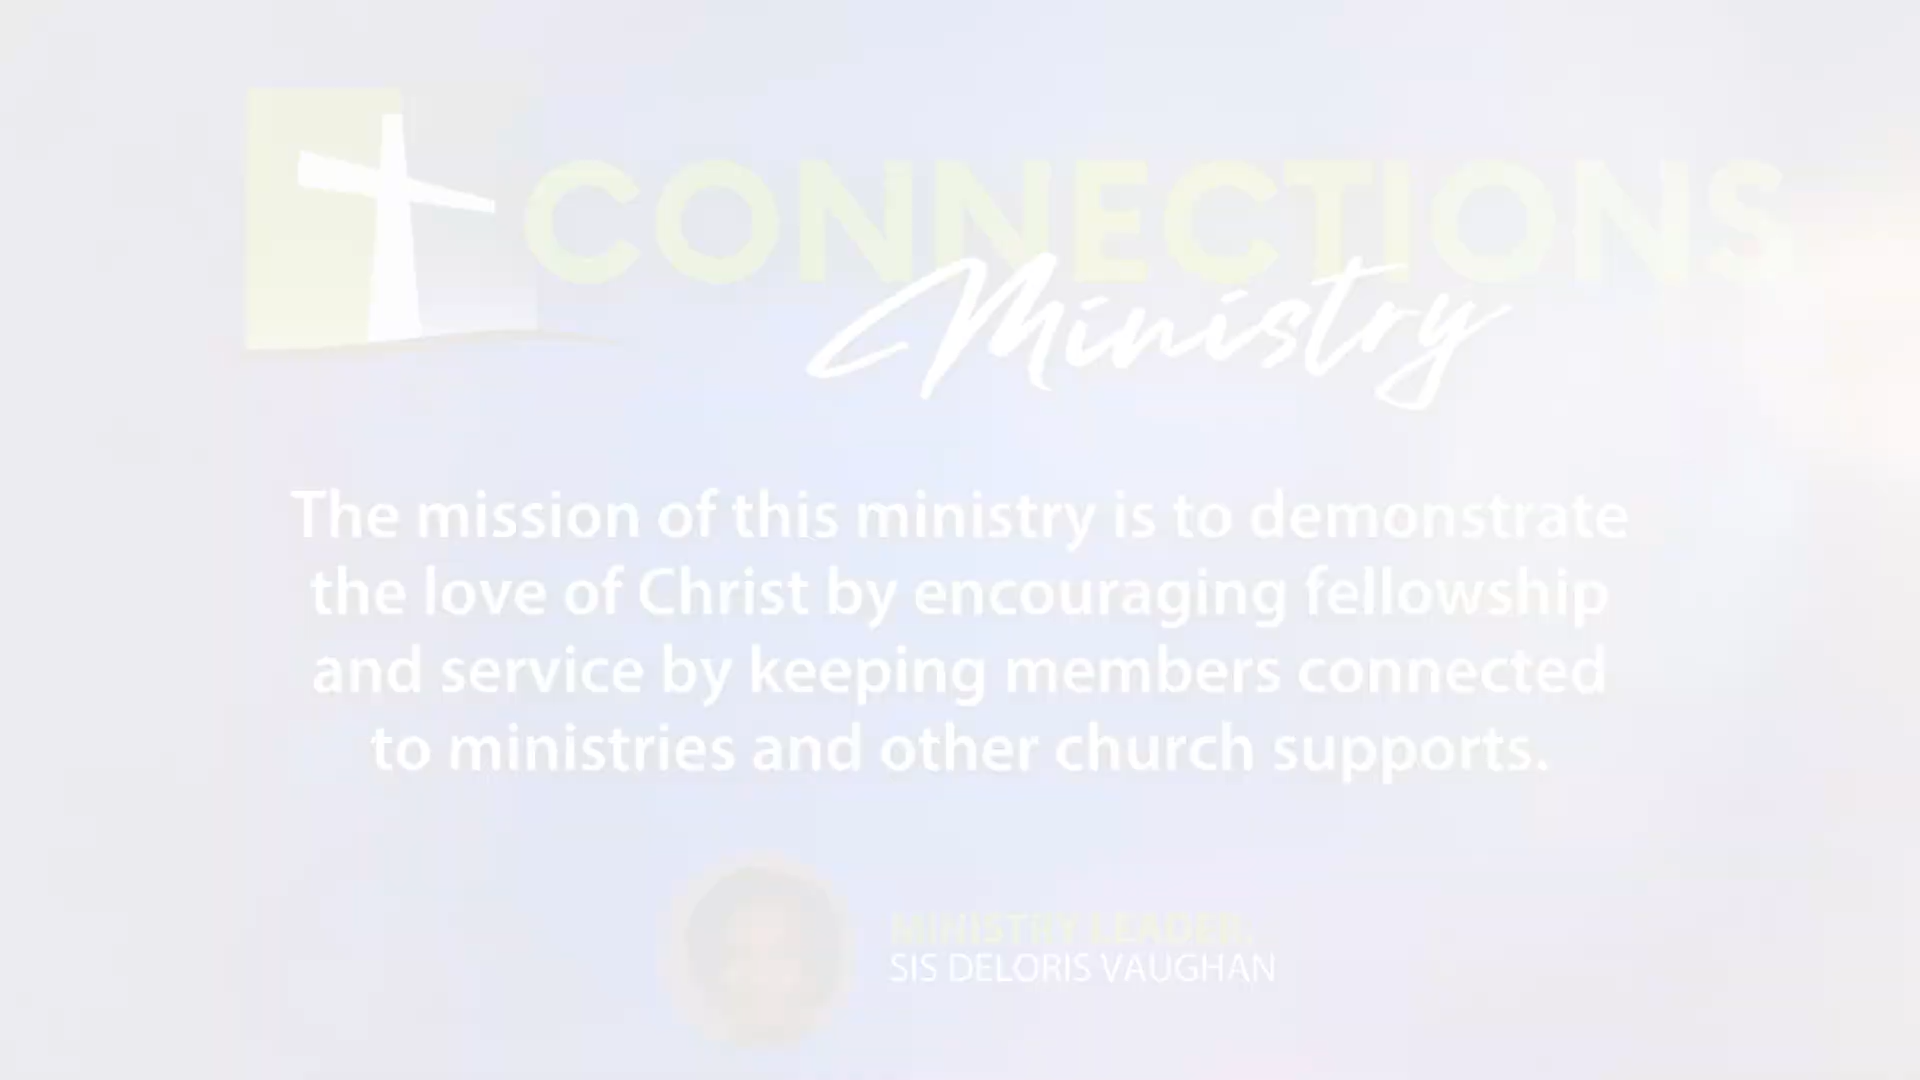 CONNECTIONS
Ministry
The mission of this ministry is to demonstrate
the love of Christ by encouraging fellowship
and service by keeping members connected
to ministries and other church supports.
MINISTRY LEADER,
SIS DELORIS VAUGHAN